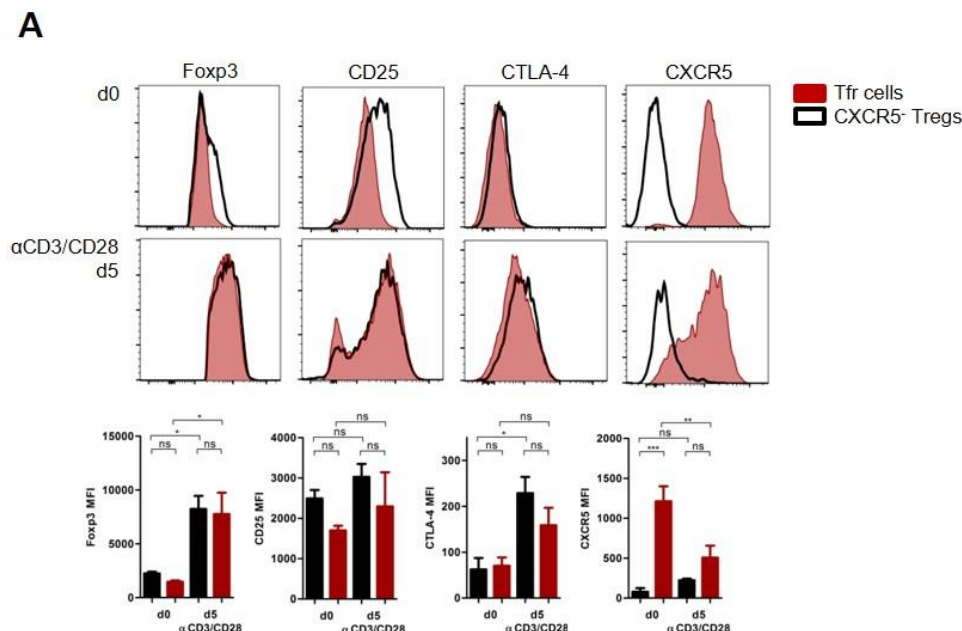 A
Foxp3 CD25 CTLA-4 CXCR5
d0
Tfr cells
CXCR5- Tregs
αCD3/CD28
d5
* ns ns
* ns * **
ns ns ns ns ns ns ns
*** ns
Foxp3 MFI
15000
10000
5000
0
d0 d5
αCD3/CD28
CD25 MFI
4000
3000
2000
1000
0
d0 d5
αCD3/CD28
CTLA-4 MFI
300
200
100
0
d0 d5
αCD3/CD28
CXCR5 MFI
2000
1500
1000
500
0
d0 d5
αCD3/CD28